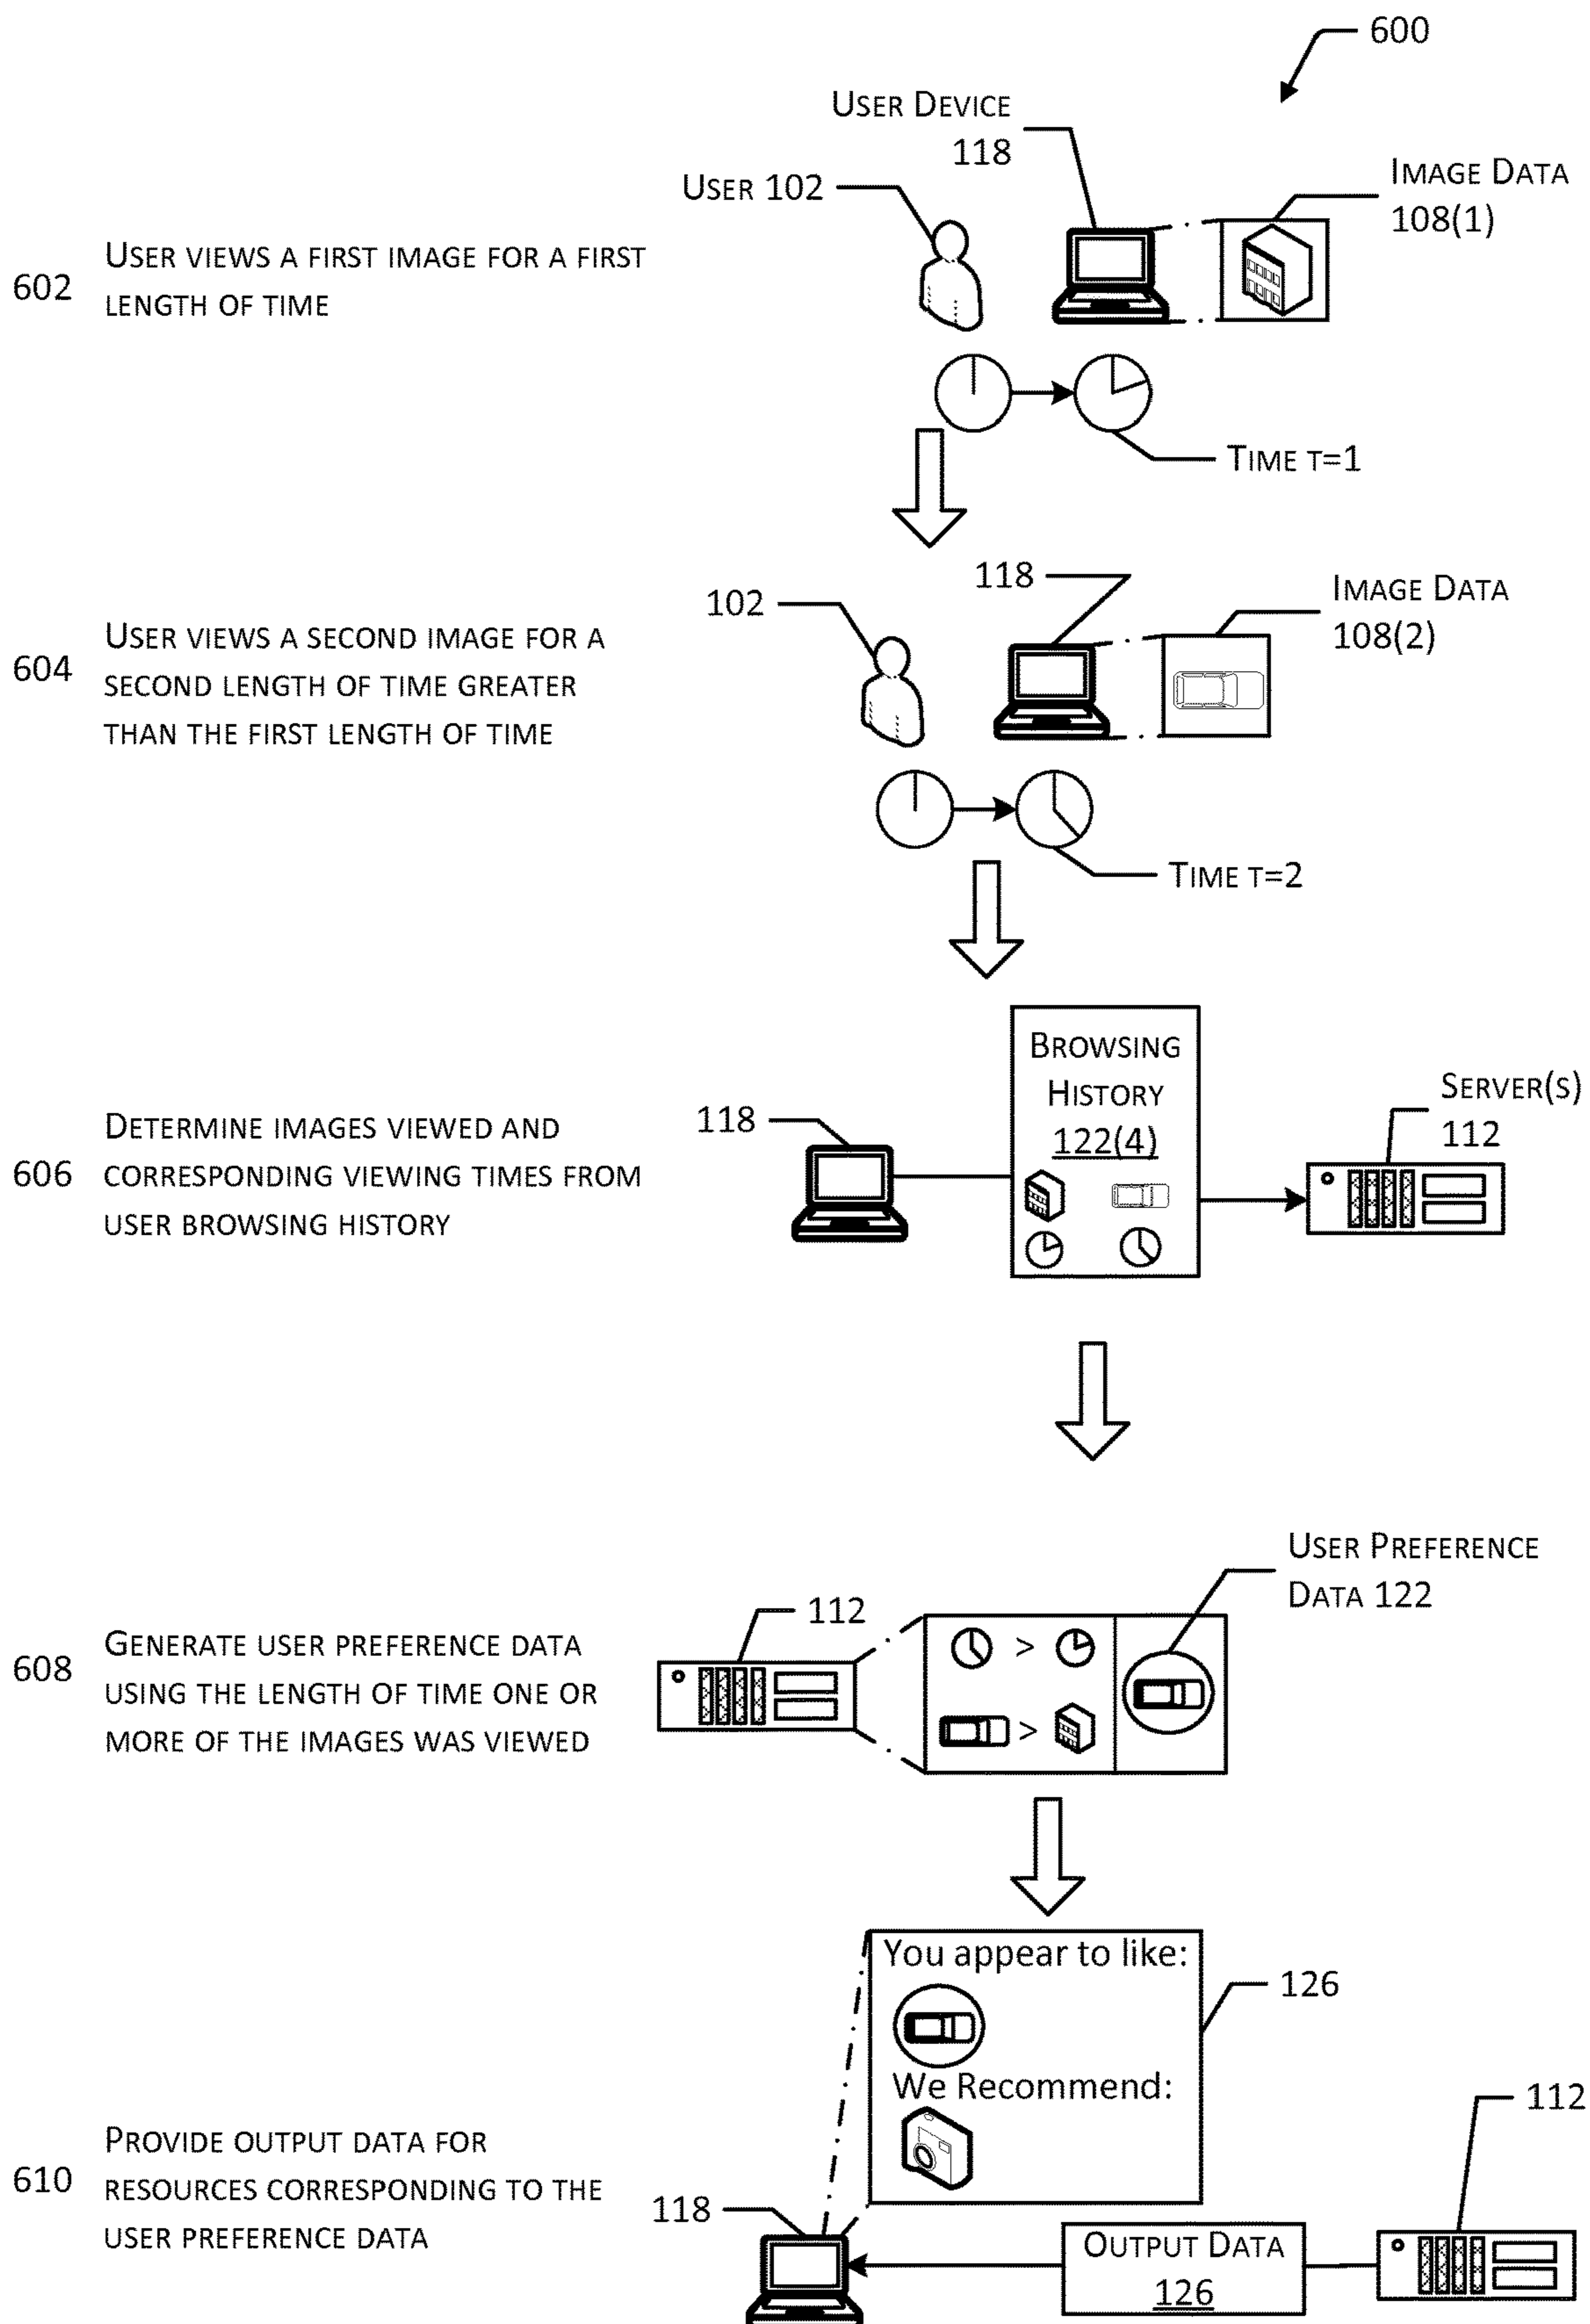 600
USER DEVICE
118
USER 102
IMAGE DATA
108(1)
602
USER VIEWS A FIRST IMAGE FOR A FIRST
LENGTH OF TIME
TIME T=1
118
102
IMAGE DATA
108(2)
604
USER VIEWS A SECOND IMAGE FOR A
SECOND LENGTH OF TIME GREATER
THAN THE FIRST LENGTH OF TIME
TIME T=2
BROWSING
HISTORY
122(4)
118
SERVER(S)
112
606
DETERMINE IMAGES VIEWED AND
CORRESPONDING VIEWING TIMES FROM
USER BROWSING HISTORY
USER PREFERENCE
DATA 122
112
608
GENERATE USER PREFERENCE DATA
USING THE LENGTH OF TIME ONE OR
MORE OF THE IMAGES WAS VIEWED
>
>
You appear to like:
126
We Recommend:
112
610
PROVIDE OUTPUT DATA FOR
RESOURCES CORRESPONDING TO THE
USER PREFERENCE DATA
118
OUTPUT DATA
126